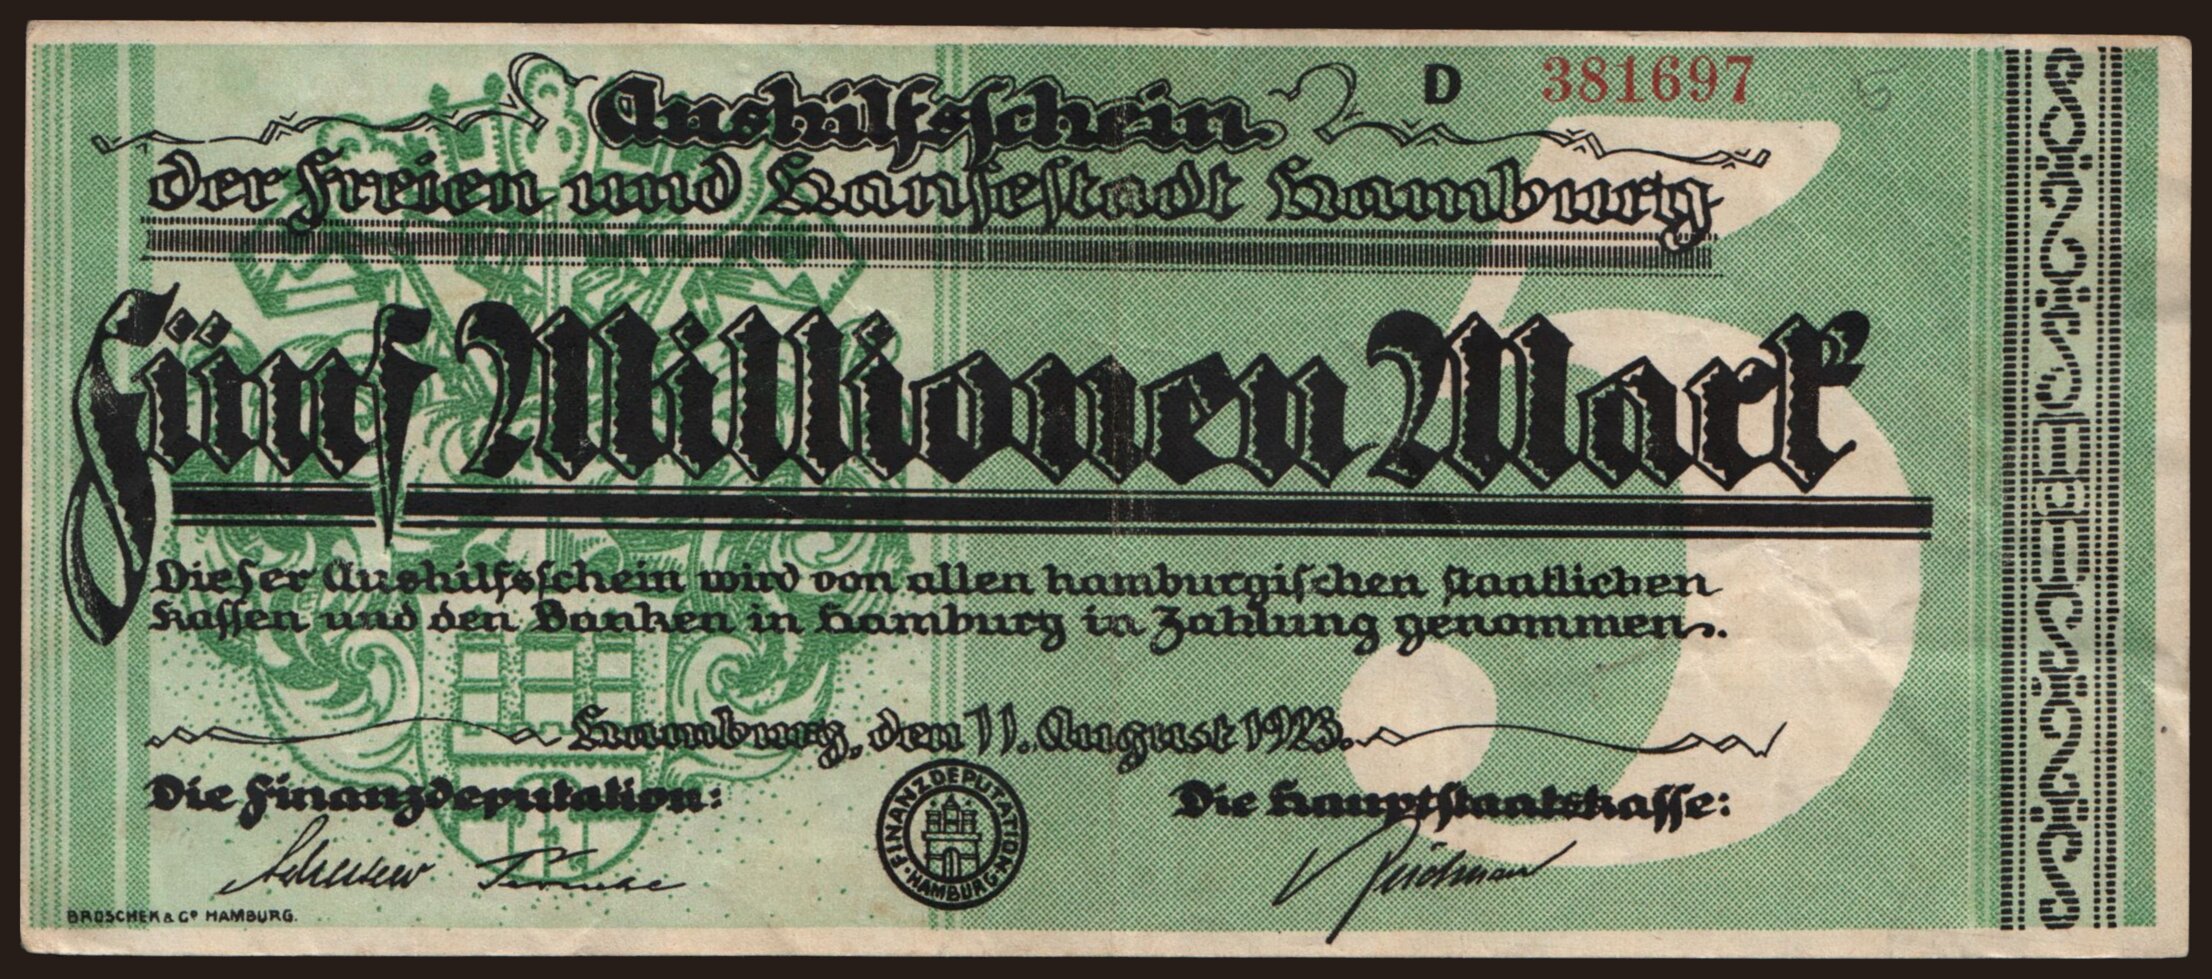 D 381697
Aushilfsschein
der Freien und Hansestadt Hamburg
5
Fünf Millionen Mark
Dieser Aushilfsschein wird von allen hamburgischen staatlichen
Kassen und den Banken in Hamburg in Zahlung genommen.
Hamburg, den 11. August 1923.
Die Finanzdeputation:
Die Hauptstaatskasse:
FINANZDEPUTATION
HAMBURG
BROSCHEK & Co HAMBURG.